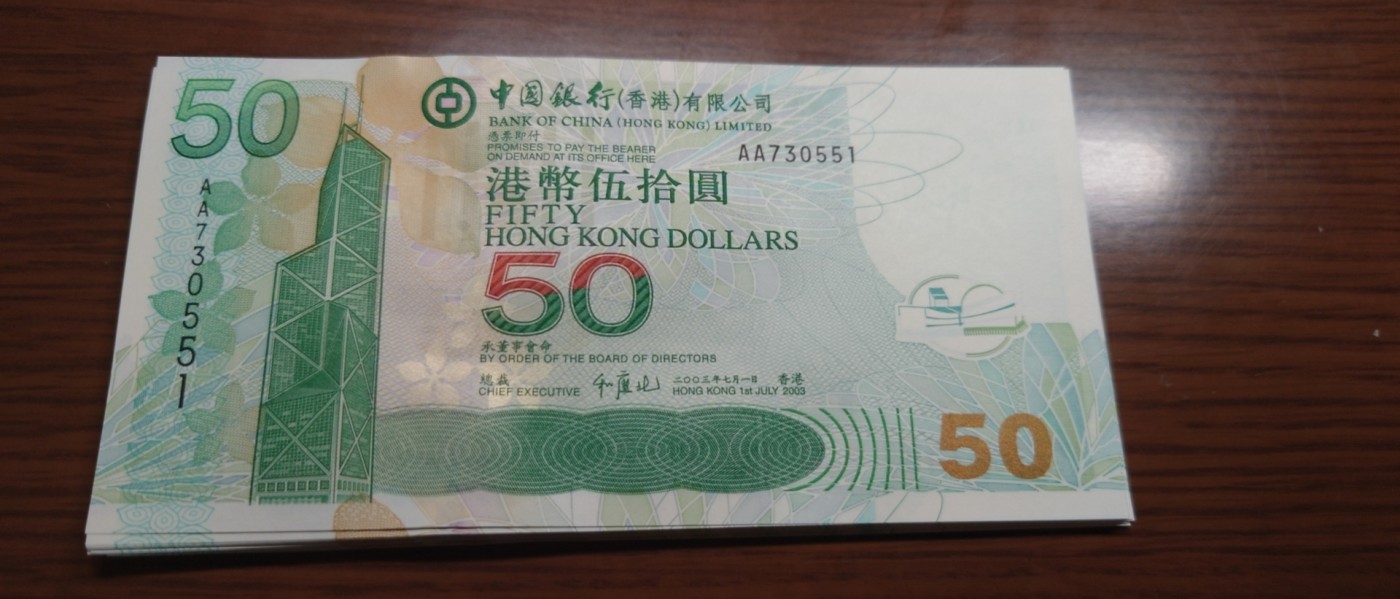 50
中國銀行(香港)有限公司
BANK OF CHINA (HONG KONG) LIMITED
憑票即付
PROMISES TO PAY THE BEARER
ON DEMAND AT ITS OFFICE HERE
AA730551
AA730551
港幣伍拾圓
FIFTY
HONG KONG DOLLARS
50
承董事會命
BY ORDER OF THE BOARD OF DIRECTORS
總裁
CHIEF EXECUTIVE
和廣北
二〇〇三年七月一日 香港
HONG KONG 1st JULY 2003
50